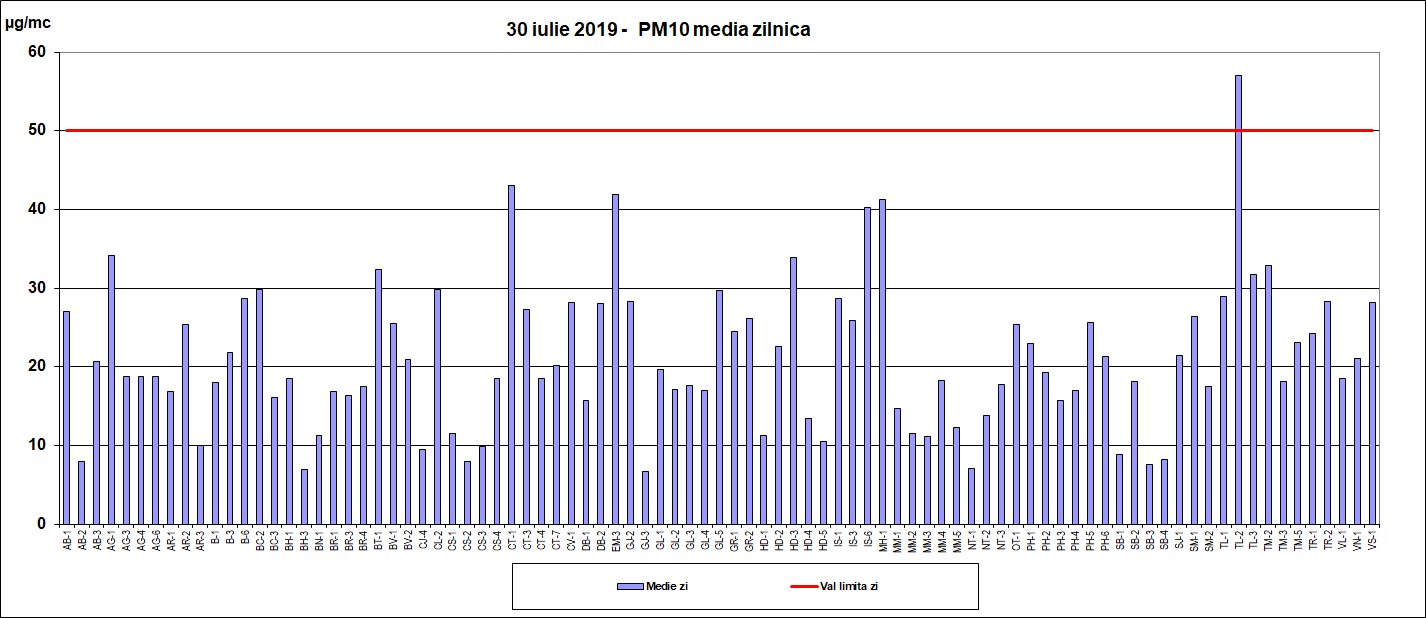 µg/mc
30 iulie 2019 - PM10 media zilnica
60
50
40
30
20
10
0
AB-1 AB-2 AB-3 AG-1 AG-3 AG-4 AG-6 AR-1 AR-2 AR-3 B-1 B-3 B-6 BC-2 BC-3 BH-1 BH-3 BN-1 BR-1 BR-3 BR-4 BT-1 BV-1 BV-2 CJ-4 CL-2 CS-1 CS-2 CS-3 CS-4 CT-1 CT-3 CT-4 CT-7 CV-1 DB-1 DB-2 EM-3 GJ-2 GJ-3 GL-1 GL-2 GL-3 GL-4 GL-5 GR-1 GR-2 HD-1 HD-2 HD-3 HD-4 HD-5 IS-1 IS-3 IS-6 MH-1 MM-1 MM-2 MM-3 MM-4 MM-5 NT-1 NT-2 NT-3 OT-1 PH-1 PH-2 PH-3 PH-4 PH-5 PH-6 SB-1 SB-2 SB-3 SB-4 SJ-1 SM-1 SM-2 TL-1 TL-2 TL-3 TM-2 TM-3 TM-5 TR-1 TR-2 VL-1 VN-1 VS-1
Medie zi Val limita zi